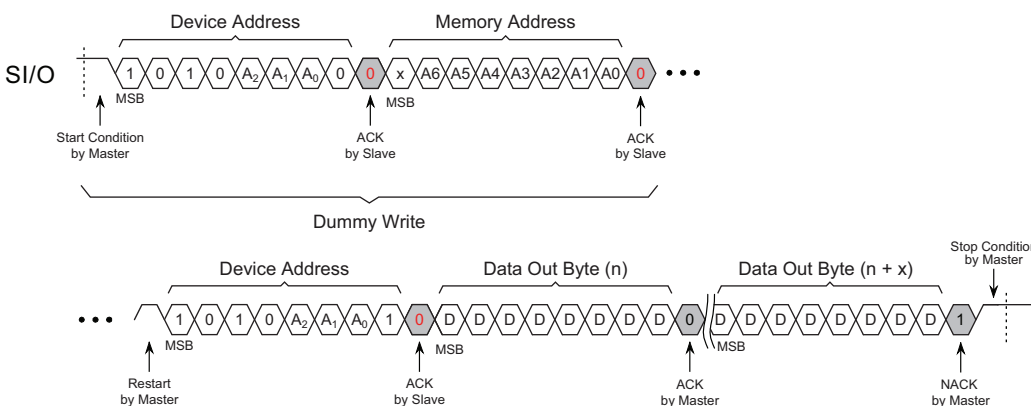 Device Address Memory Address
SI/O 1 0 1 0 A2 A1 A0 0 0 x A6 A5 A4 A3 A2 A1 A0 0 •••
MSB MSB
Start Condition by Master
ACK by Slave
ACK by Slave
Dummy Write
Device Address Data Out Byte (n) Data Out Byte (n + x)
Stop Condition by Master
••• 1 0 1 0 A2 A1 A0 1 0 D D D D D D D D 0 D D D D D D D D 1
MSB MSB MSB
Restart by Master
ACK by Slave
ACK by Master
NACK by Master